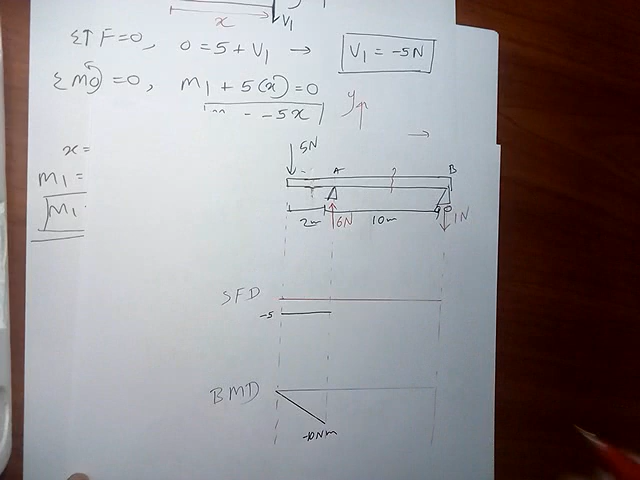 x V1
Σ↑F=0, 0=5+V1 → V1 = -5N
ΣM0=0, M1+5(x)=0
- -5x
y
x=
M1 =
M1
5N
A B
2m 6N 10m 1N
SFD
-5
BMD
-10Nm